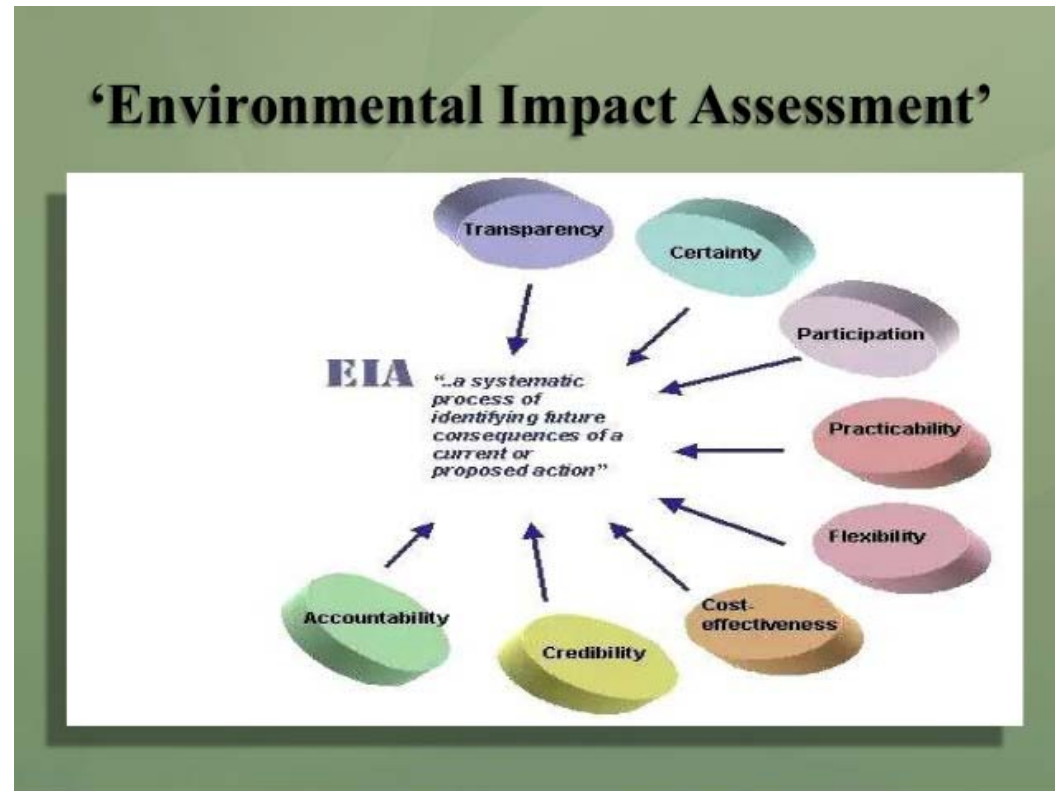 ‘Environmental Impact Assessment’
Transparency
Certainty
Participation
EIA
“..a systematic
process of
identifying future
consequences of a
current or
proposed action”
Practicability
Flexibility
Cost-
effectiveness
Credibility
Accountability